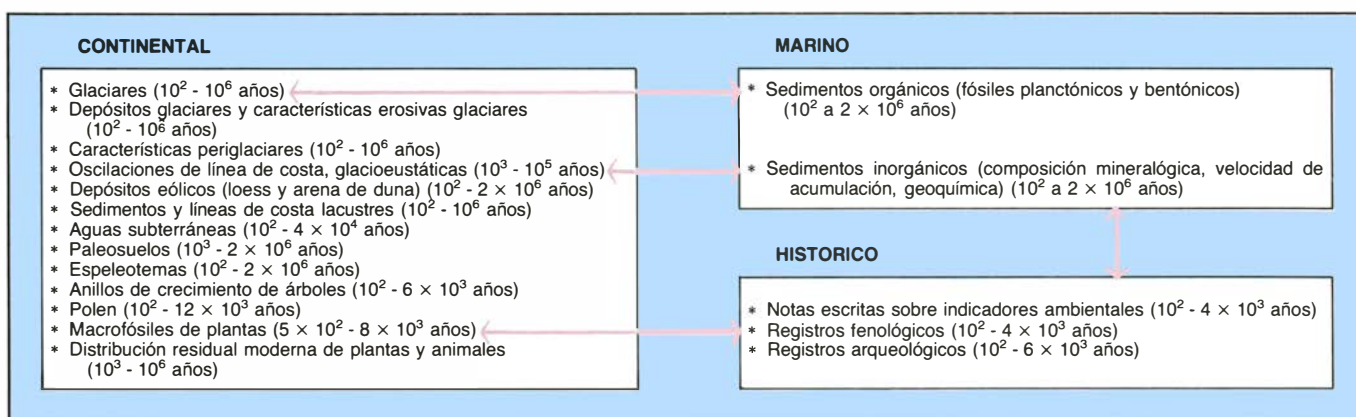 CONTINENTAL
* Glaciares (10² - 10⁶ años)
* Depósitos glaciares y características erosivas glaciares
(10² - 10⁶ años)
* Características periglaciares (10² - 10⁶ años)
* Oscilaciones de línea de costa, glacioeustáticas (10³ - 10⁵ años)
* Depósitos eólicos (loess y arena de duna) (10² - 2 × 10⁶ años)
* Sedimentos y líneas de costa lacustres (10² - 10⁶ años)
* Aguas subterráneas (10² - 4 × 10⁴ años)
* Paleosuelos (10³ - 2 × 10⁶ años)
* Espeleotemas (10² - 2 × 10⁶ años)
* Anillos de crecimiento de árboles (10² - 6 × 10³ años)
* Polen (10² - 12 × 10³ años)
* Macrofósiles de plantas (5 × 10² - 8 × 10³ años)
* Distribución residual moderna de plantas y animales
(10³ - 10⁶ años)
MARINO
* Sedimentos orgánicos (fósiles planctónicos y bentónicos)
(10² a 2 × 10⁶ años)
* Sedimentos inorgánicos (composición mineralógica, velocidad de
acumulación, geoquímica) (10² a 2 × 10⁶ años)
HISTORICO
* Notas escritas sobre indicadores ambientales (10² - 4 × 10³ años)
* Registros fenológicos (10² - 4 × 10³ años)
* Registros arqueológicos (10² - 6 × 10³ años)